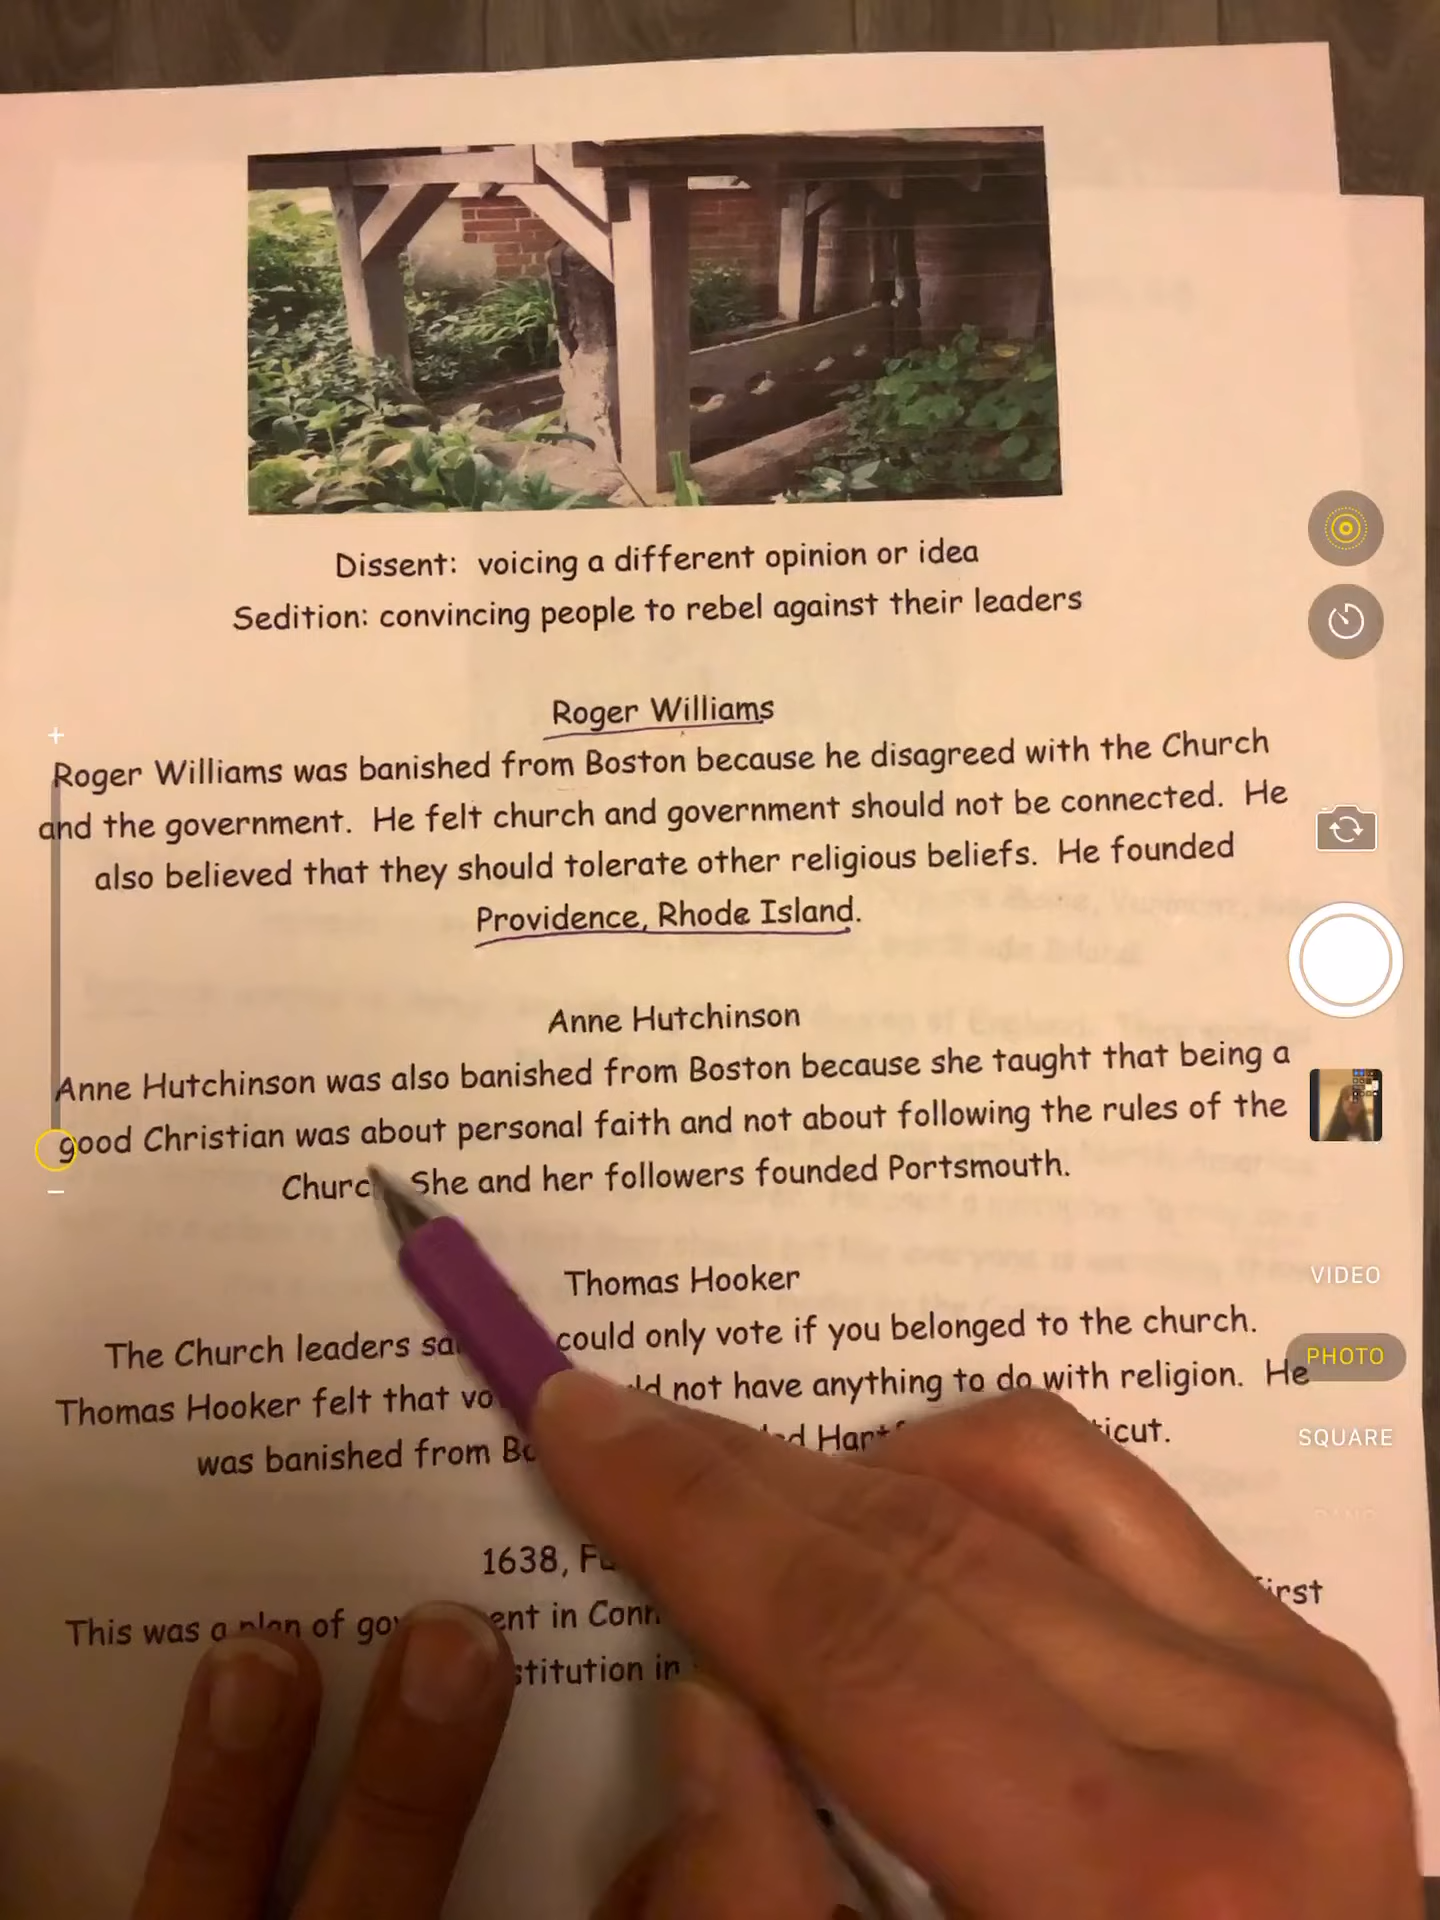 Dissent: voicing a different opinion or idea
Sedition: convincing people to rebel against their leaders
Roger Williams
Roger Williams was banished from Boston because he disagreed with the Church
and the government. He felt church and government should not be connected. He
also believed that they should tolerate other religious beliefs. He founded
Providence, Rhode Island.
Anne Hutchinson
Anne Hutchinson was also banished from Boston because she taught that being a
good Christian was about personal faith and not about following the rules of the
She and her followers founded Portsmouth.
Thomas Hooker
The Church leaders could only vote if you belonged to the church.
Thomas Hooker felt that not have anything to do with religion. He
was banished from
1638,
This was a plan of in first
in
VIDEO
PHOTO
SQUARE